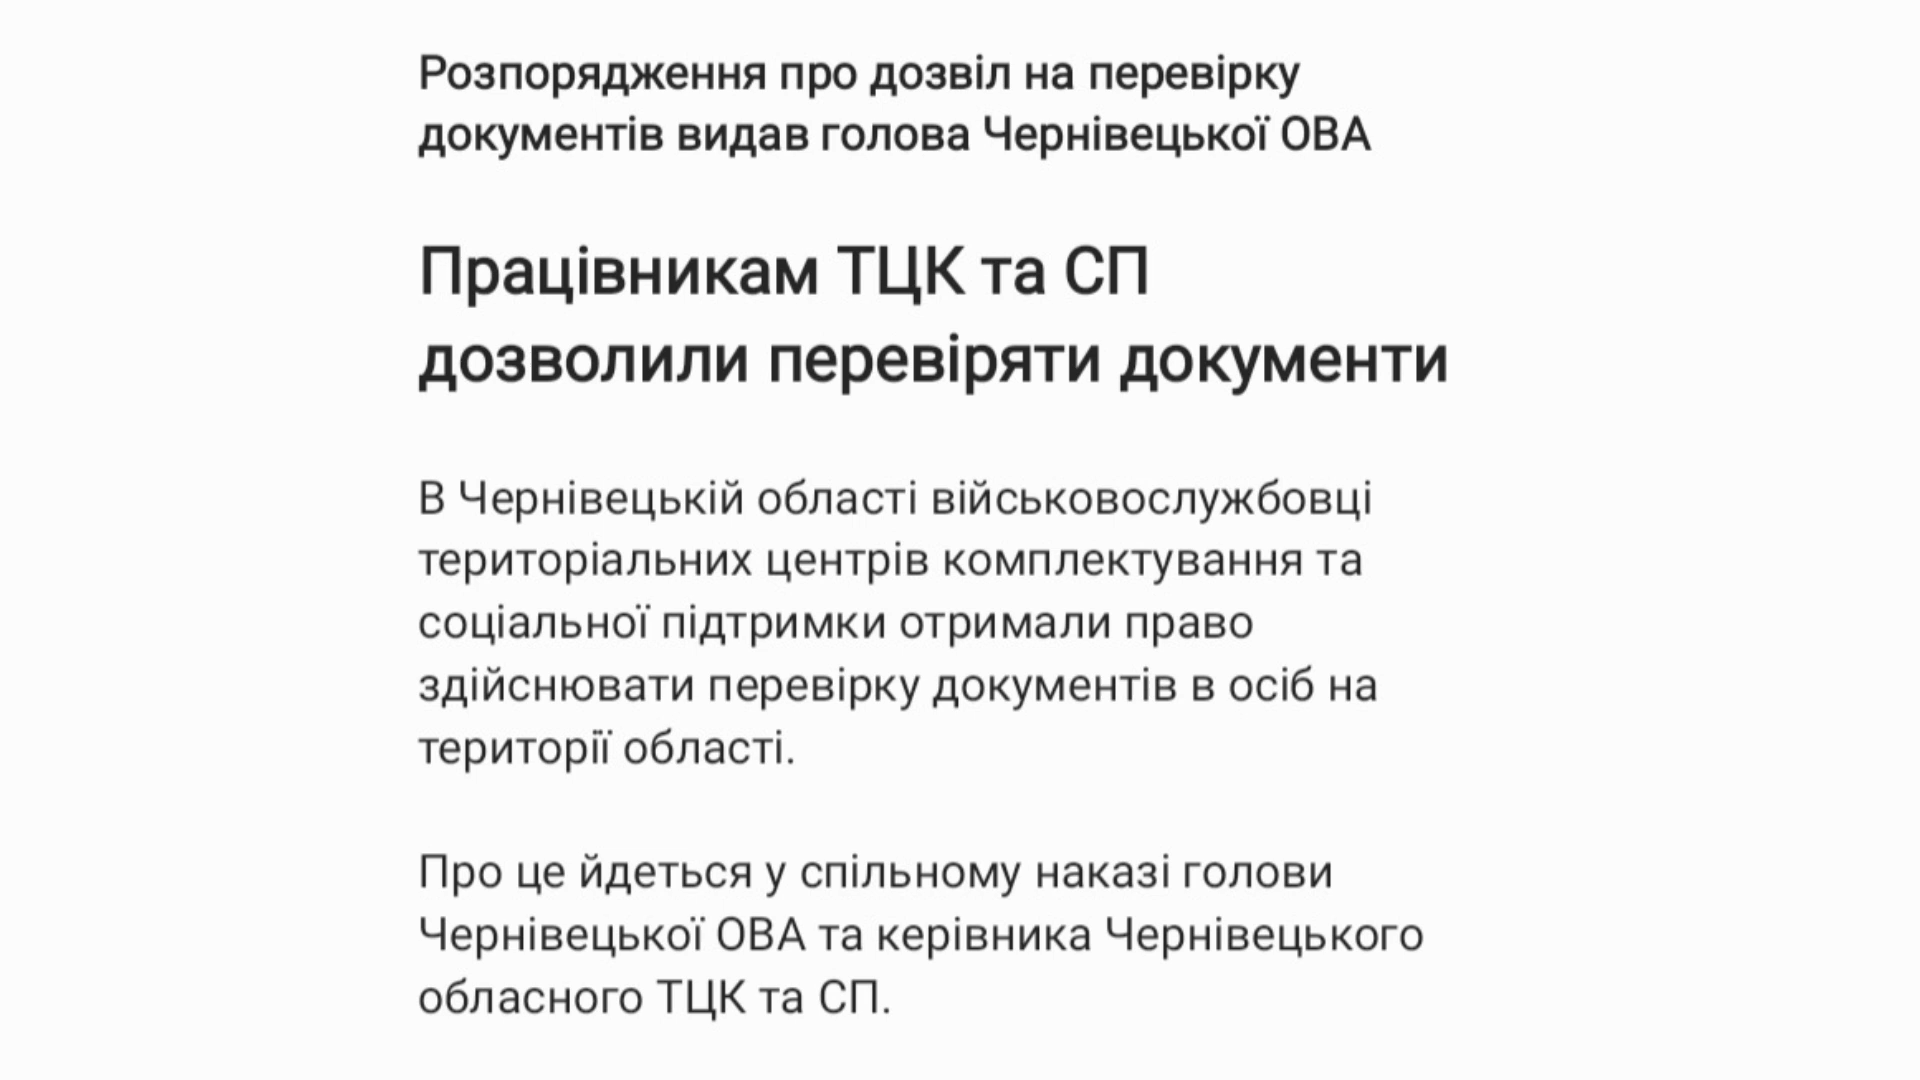 Розпорядження про дозвіл на перевірку
документів видав голова Чернівецької ОВА
Працівникам ТЦК та СП
дозволили перевіряти документи
В Чернівецькій області військовослужбовці
територіальних центрів комплектування та
соціальної підтримки отримали право
здійснювати перевірку документів в осіб на
території області.
Про це йдеться у спільному наказі голови
Чернівецької ОВА та керівника Чернівецького
обласного ТЦК та СП.